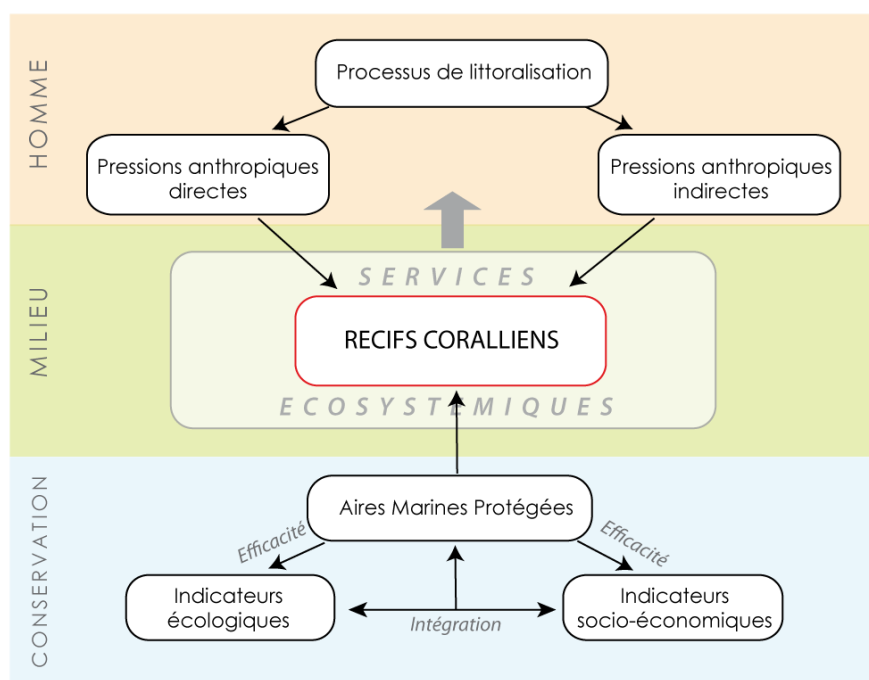 HOMME
Processus de littoralisation
Pressions anthropiques
directes
Pressions anthropiques
indirectes
MILIEU
SERVICES
RECIFS CORALLIENS
ECOSYSTEMIQUES
CONSERVATION
Aires Marines Protégées
Efficacité
Efficacité
Indicateurs
écologiques
Intégration
Indicateurs
socio-économiques